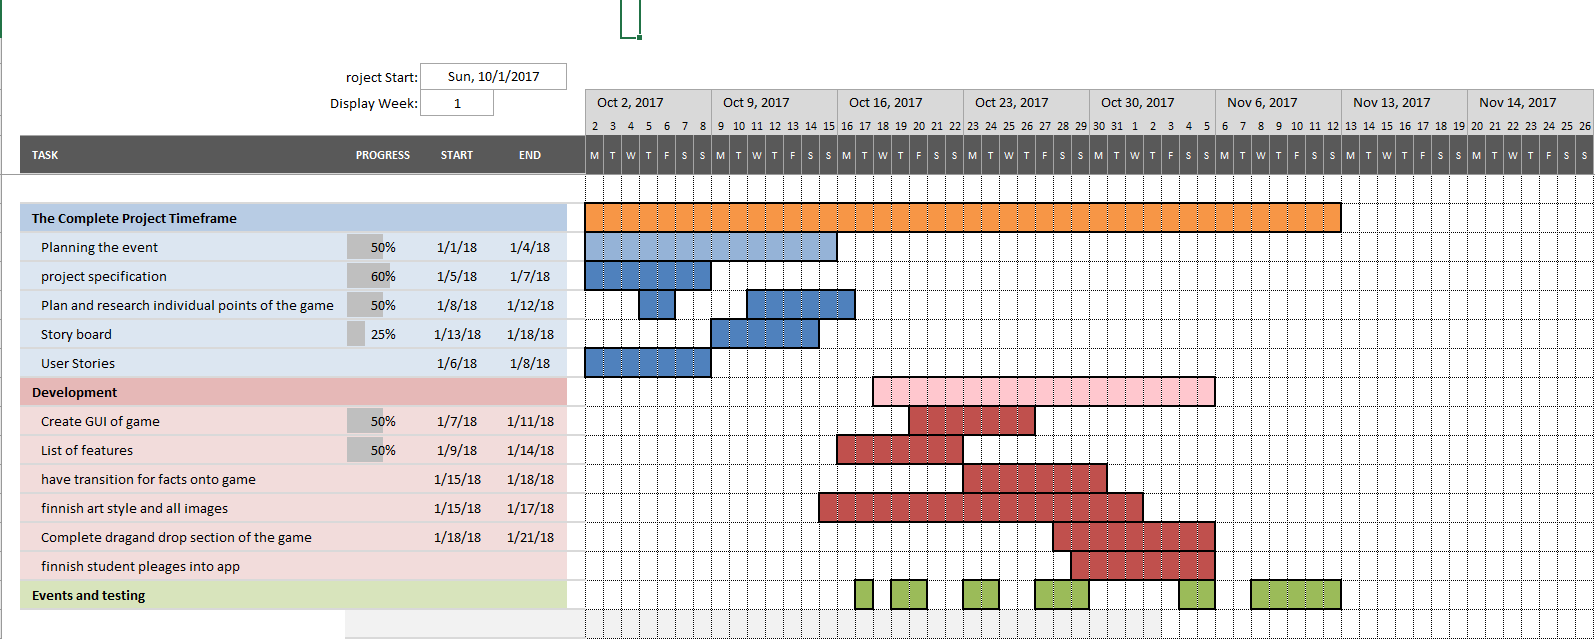 roject Start: Sun, 10/1/2017
Display Week: 1
Oct 2, 2017 Oct 9, 2017 Oct 16, 2017 Oct 23, 2017 Oct 30, 2017 Nov 6, 2017 Nov 13, 2017 Nov 14, 2017
2 3 4 5 6 7 8 9 10 11 12 13 14 15 16 17 18 19 20 21 22 23 24 25 26 27 28 29 30 31 1 2 3 4 5 6 7 8 9 10 11 12 13 14 15 16 17 18 19 20 21 22 23 24 25 26
TASK PROGRESS START END M T W T F S S M T W T F S S M T W T F S S M T W T F S S M T W T F S S M T W T F S S M T W T F S S M T W T F S S
The Complete Project Timeframe
Planning the event 50% 1/1/18 1/4/18
project specification 60% 1/5/18 1/7/18
Plan and research individual points of the game 50% 1/8/18 1/12/18
Story board 25% 1/13/18 1/18/18
User Stories 1/6/18 1/8/18
Development
Create GUI of game 50% 1/7/18 1/11/18
List of features 50% 1/9/18 1/14/18
have transition for facts onto game 1/15/18 1/18/18
finnish art style and all images 1/15/18 1/17/18
Complete dragand drop section of the game 1/18/18 1/21/18
finnish student pleages into app
Events and testing